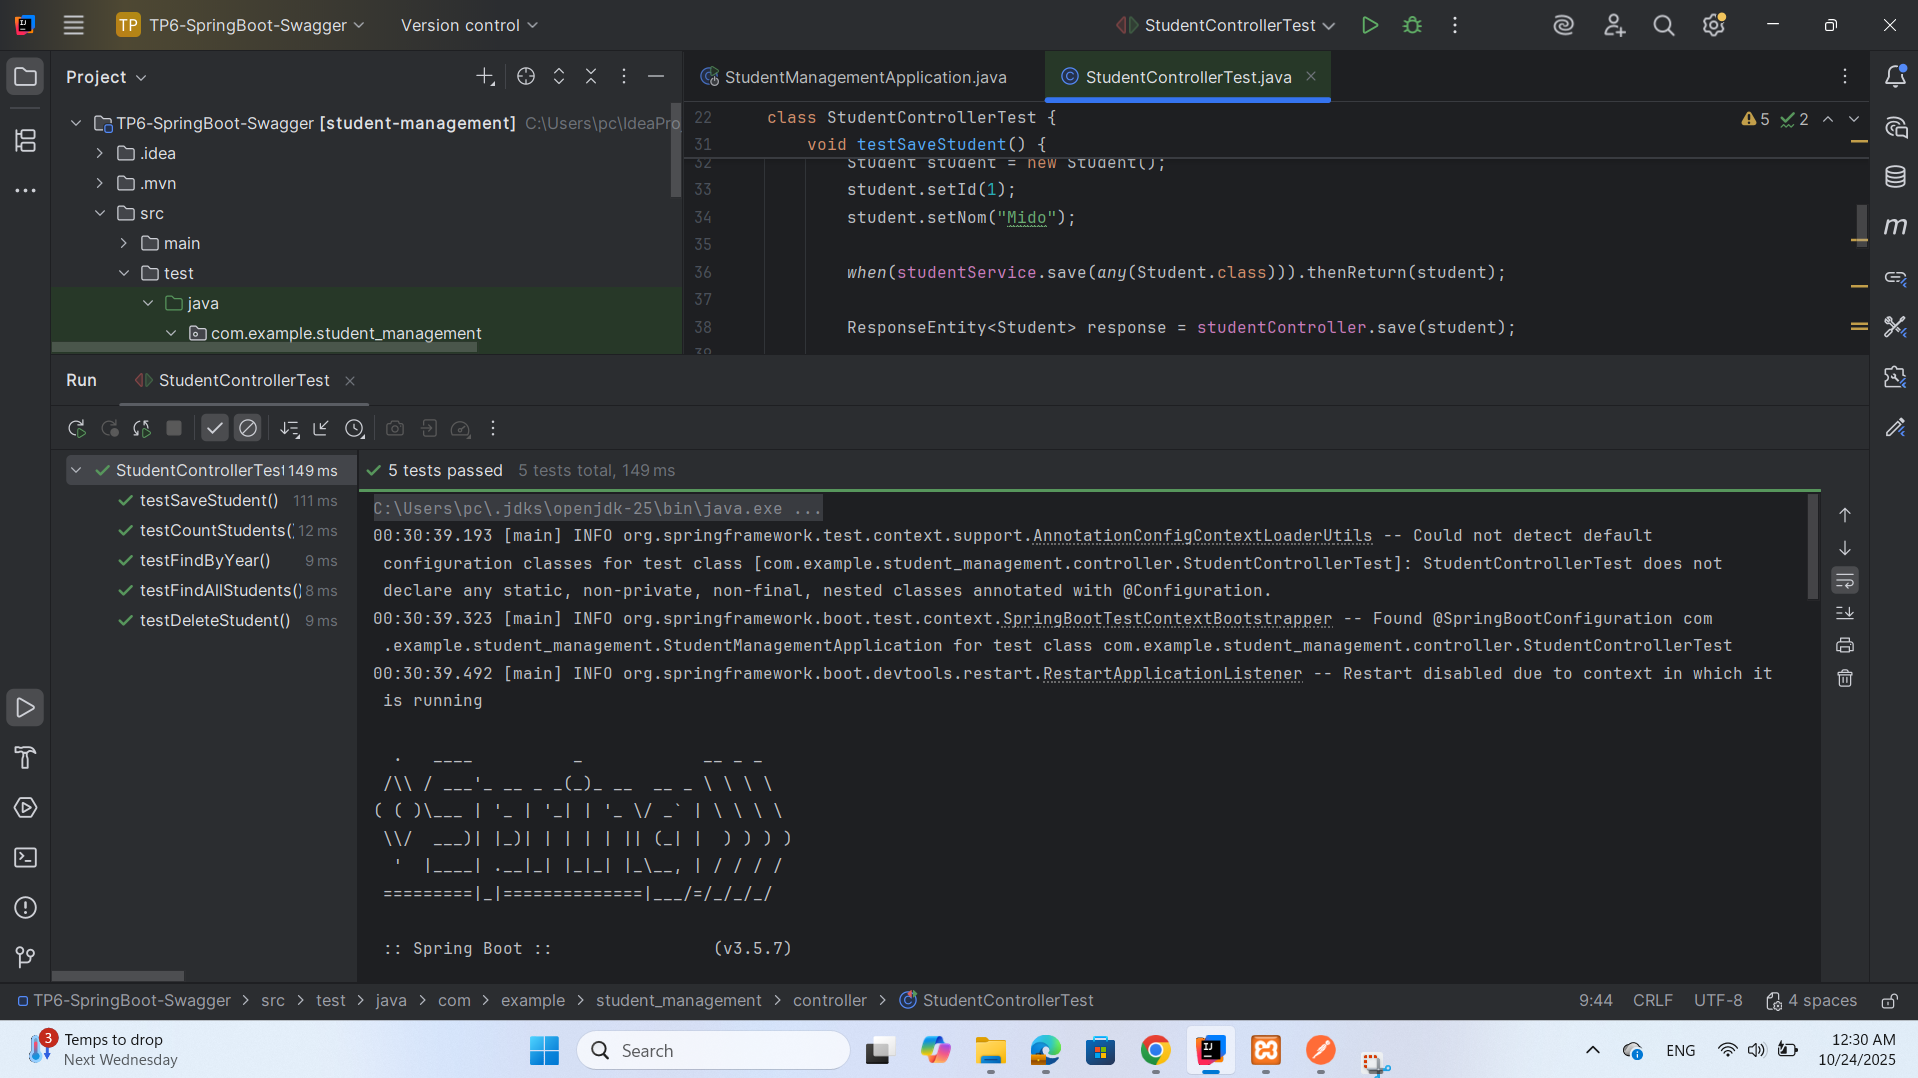 TP TP6-SpringBoot-Swagger Version control StudentControllerTest
Project
TP6-SpringBoot-Swagger [student-management] C:\Users\pc\IdeaPro
.idea
.mvn
src
main
test
java
com.example.student_management
StudentManagementApplication.java StudentControllerTest.java
5 2
22 class StudentControllerTest {
31 void testSaveStudent() {
32 Student student = new Student();
33 student.setId(1);
34 student.setNom("Mido");
35
36 when(studentService.save(any(Student.class))).thenReturn(student);
37
38 ResponseEntity<Student> response = studentController.save(student);
39
Run StudentControllerTest
StudentControllerTest 149 ms
testSaveStudent() 111 ms
testCountStudents( 12 ms
testFindByYear() 9 ms
testFindAllStudents() 8 ms
testDeleteStudent() 9 ms
5 tests passed 5 tests total, 149 ms
C:\Users\pc\.jdks\openjdk-25\bin\java.exe ...
00:30:39.193 [main] INFO org.springframework.test.context.support.AnnotationConfigContextLoaderUtils -- Could not detect default
configuration classes for test class [com.example.student_management.controller.StudentControllerTest]: StudentControllerTest does not
declare any static, non-private, non-final, nested classes annotated with @Configuration.
00:30:39.323 [main] INFO org.springframework.boot.test.context.SpringBootTestContextBootstrapper -- Found @SpringBootConfiguration com
.example.student_management.StudentManagementApplication for test class com.example.student_management.controller.StudentControllerTest
00:30:39.492 [main] INFO org.springframework.boot.devtools.restart.RestartApplicationListener -- Restart disabled due to context in which it
is running
  .   ____          _            __ _ _
 /\\ / ___'_ __ _ _(_)_ __  __ _ \ \ \ \
( ( )\___ | '_ | '_| | '_ \/ _` | \ \ \ \
 \\/  ___)| |_)| | | | | || (_| |  ) ) ) )
  '  |____| .__|_| |_|_| |_\__, | / / / /
 =========|_|==============|___/=/_/_/_/
:: Spring Boot :: (v3.5.7)
TP6-SpringBoot-Swagger > src > test > java > com > example > student_management > controller > StudentControllerTest
9:44 CRLF UTF-8 4 spaces
3 Temps to drop
Next Wednesday
Search
ENG
12:30 AM
10/24/2025